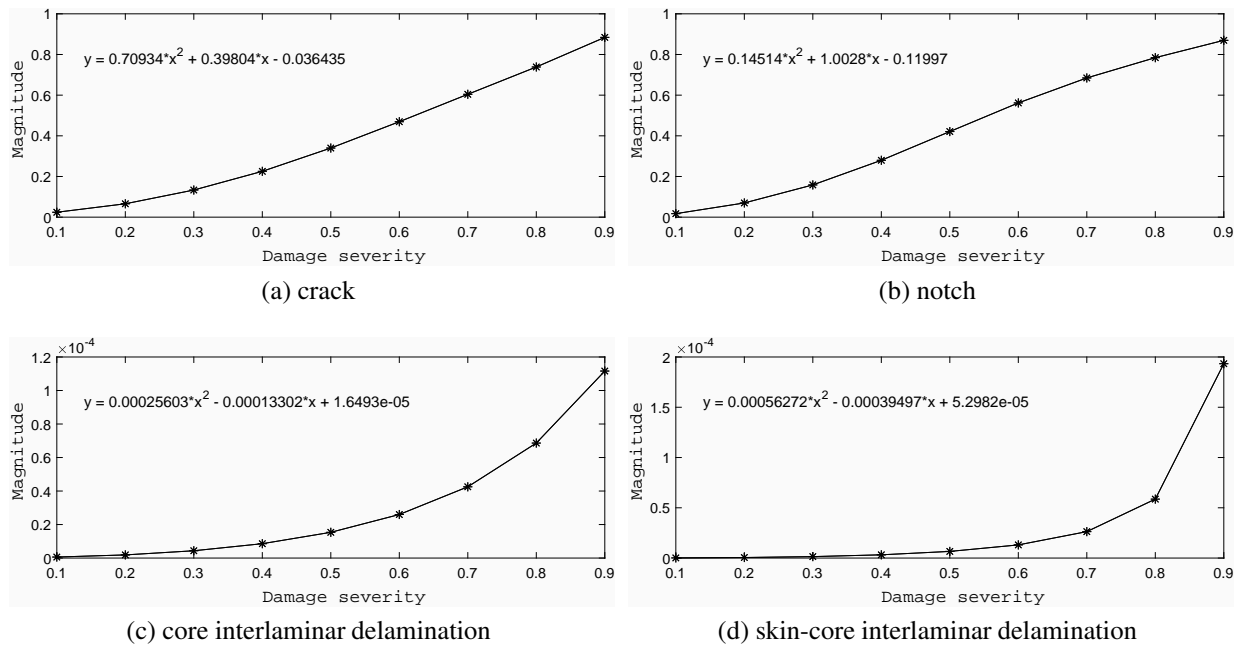 1
0.8
0.6
0.4
0.2
0
Magnitude
y = 0.70934*x² + 0.39804*x - 0.036435
0.1 0.2 0.3 0.4 0.5 0.6 0.7 0.8 0.9
Damage severity
(a) crack
1
0.8
0.6
0.4
0.2
0
Magnitude
y = 0.14514*x² + 1.0028*x - 0.11997
0.1 0.2 0.3 0.4 0.5 0.6 0.7 0.8 0.9
Damage severity
(b) notch
×10⁻⁴
1.2
1
0.8
0.6
0.4
0.2
0
Magnitude
y = 0.00025603*x² - 0.00013302*x + 1.6493e-05
0.1 0.2 0.3 0.4 0.5 0.6 0.7 0.8 0.9
Damage severity
(c) core interlaminar delamination
×10⁻⁴
2
1.5
1
0.5
0
Magnitude
y = 0.00056272*x² - 0.00039497*x + 5.2982e-05
0.1 0.2 0.3 0.4 0.5 0.6 0.7 0.8 0.9
Damage severity
(d) skin-core interlaminar delamination